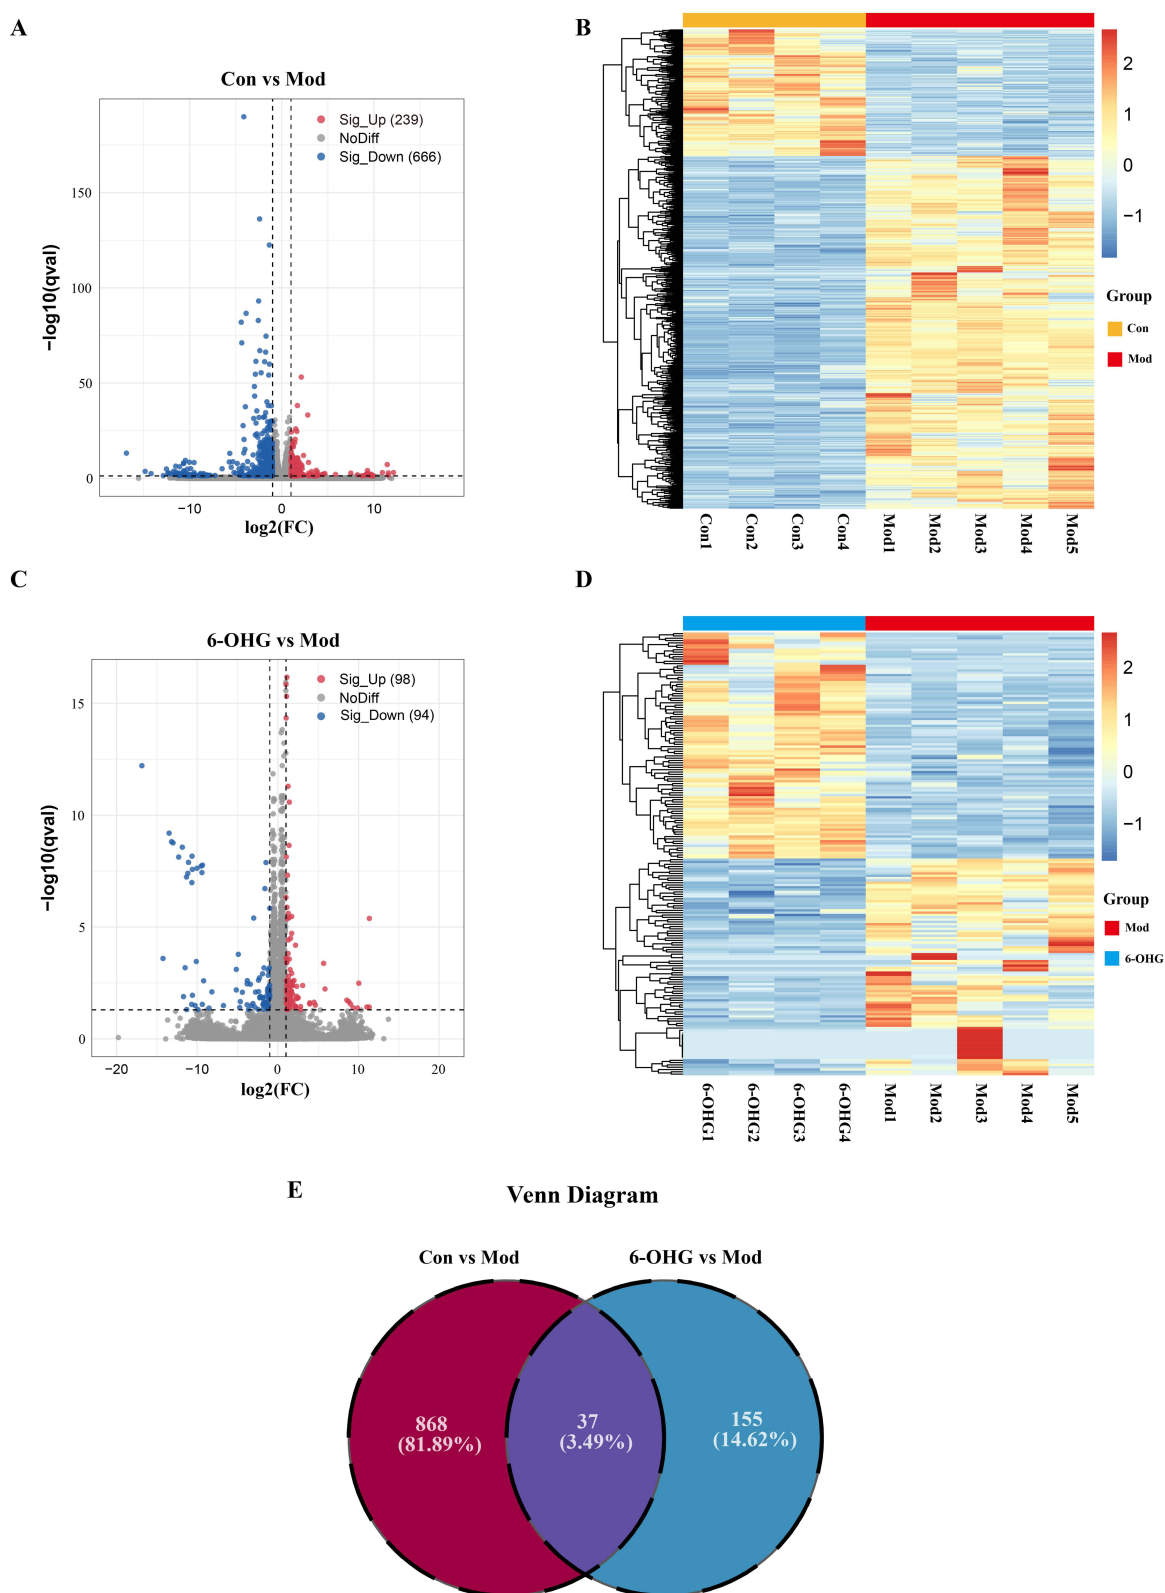 A
Con vs Mod
Sig_Up (239)
NoDiff
Sig_Down (666)
150
100
50
0
−10
0
10
−log10(qval)
log2(FC)
B
2
1
0
−1
Group
Con
Mod
Con1
Con2
Con3
Con4
Mod1
Mod2
Mod3
Mod4
Mod5
C
6-OHG vs Mod
Sig_Up (98)
NoDiff
Sig_Down (94)
15
10
5
0
−20
−10
0
10
20
−log10(qval)
log2(FC)
D
2
1
0
−1
Group
Mod
6-OHG
6-OHG1
6-OHG2
6-OHG3
6-OHG4
Mod1
Mod2
Mod3
Mod4
Mod5
E
Venn Diagram
Con vs Mod
6-OHG vs Mod
868
(81.89%)
37
(3.49%)
155
(14.62%)